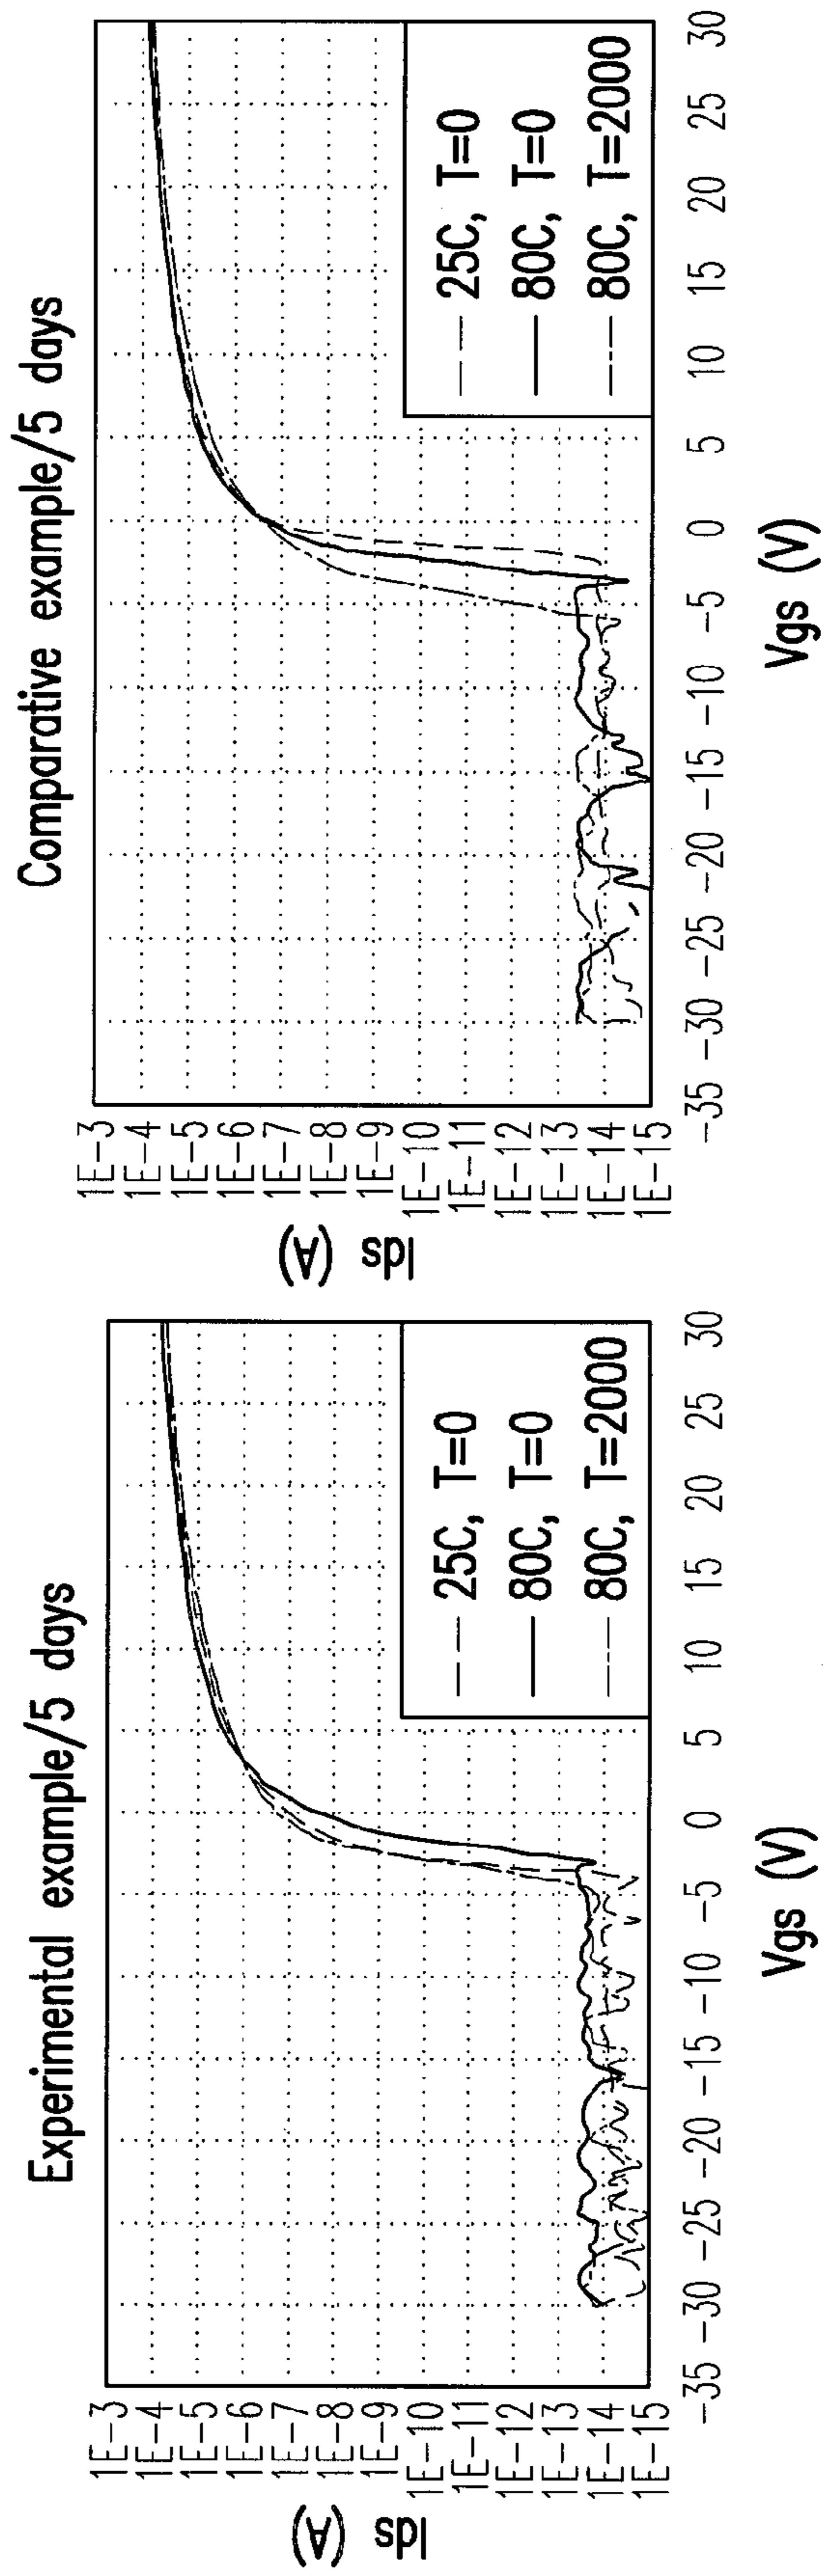 Experimental example/5 days
Ids (A)
1E-3
1E-4
1E-5
1E-6
1E-7
1E-8
1E-9
1E-10
1E-11
1E-12
1E-13
1E-14
1E-15
25C, T=0
80C, T=0
80C, T=2000
-35 -30 -25 -20 -15 -10 -5 0 5 10 15 20 25 30
Vgs (V)
Comparative example/5 days
Ids (A)
1E-3
1E-4
1E-5
1E-6
1E-7
1E-8
1E-9
1E-10
1E-11
1E-12
1E-13
1E-14
1E-15
25C, T=0
80C, T=0
80C, T=2000
-35 -30 -25 -20 -15 -10 -5 0 5 10 15 20 25 30
Vgs (V)